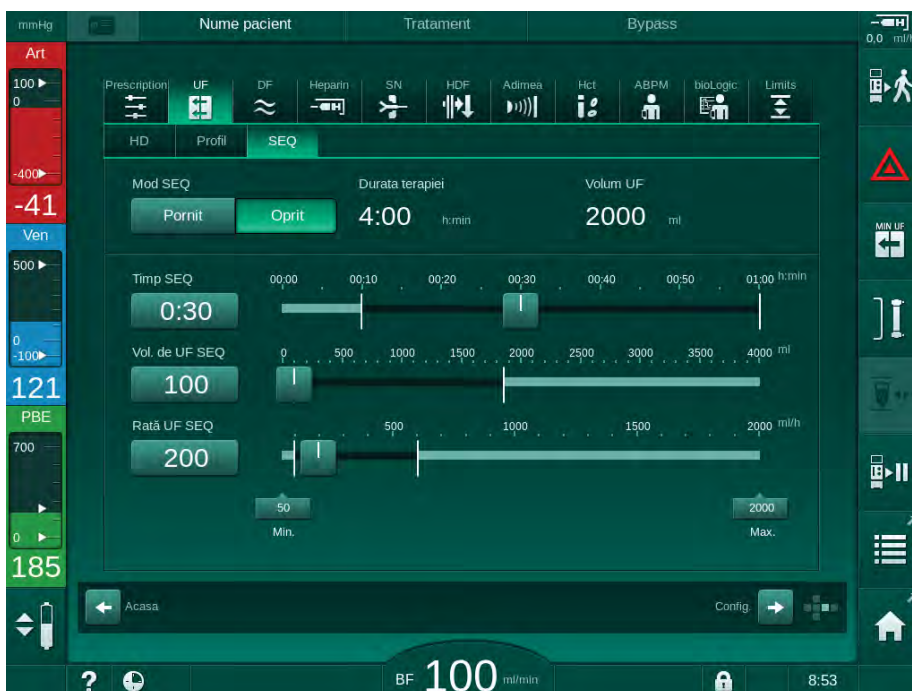 mmHg Nume pacient Tratament Bypass
0,0 ml/
Art
100
0
-400
-41
Ven
500
0
-100
121
PBE
700
0
185
Prescription UF DF Heparin SN HDF Adimea Hct ABPM bioLogic Limits
HD Profil SEQ
Mod SEQ Durata terapiei Volum UF
Pornit Oprit 4:00 h:min 2000 ml
Timp SEQ 00:00 00:10 00:20 00:30 00:40 00:50 01:00 h:min
0:30
Vol. de UF SEQ 0 500 1000 1500 2000 2500 3000 3500 4000 ml
100
Rată UF SEQ 500 1000 1500 2000 ml/h
200
50 2000
Min. Max.
MIN UF
Acasa Config.
? BF 100 ml/min 8:53